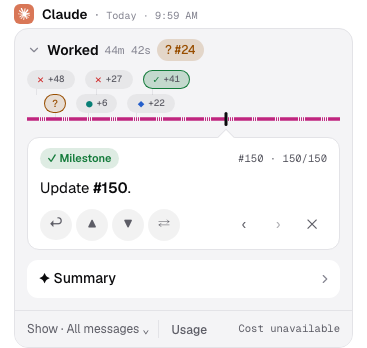 Claude · Today · 9:59 AM
Worked 44m 42s ? #24
× +48 × +27 ✓ +41
? +6 +22
✓ Milestone #150 · 150/150
Update #150.
Summary
Show · All messages Usage Cost unavailable